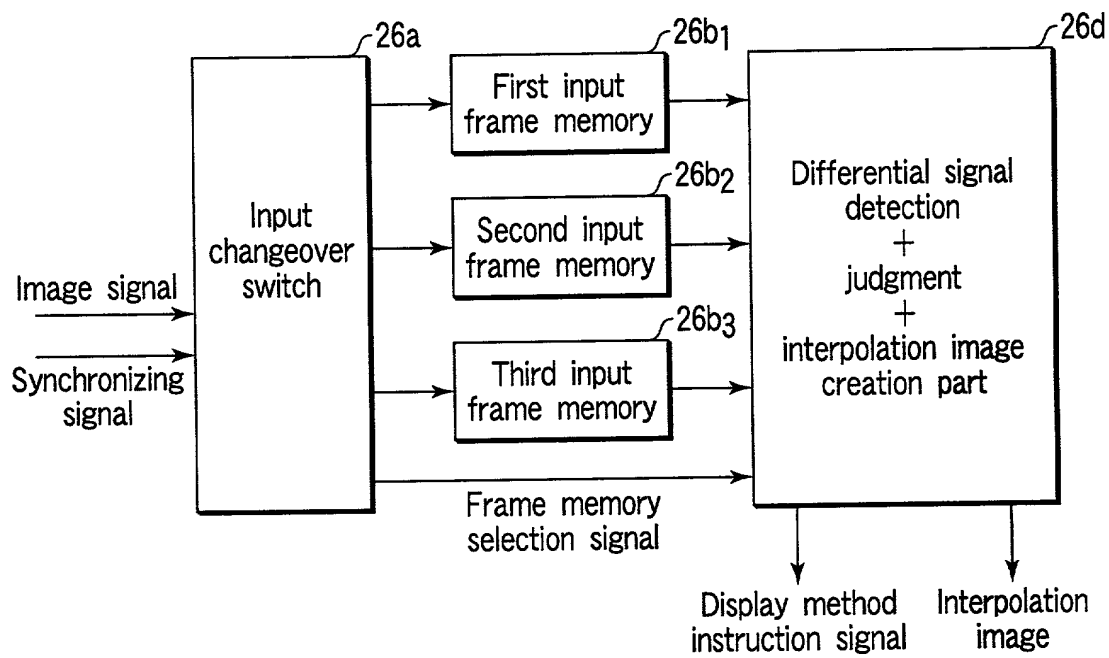 26a
26b1
26d
First input
frame memory
26b2
Input
changeover
switch
Second input
frame memory
Differential signal
detection
+
judgment
+
interpolation image
creation part
Image signal
Synchronizing
signal
26b3
Third input
frame memory
Frame memory
selection signal
Display method
instruction signal
Interpolation
image